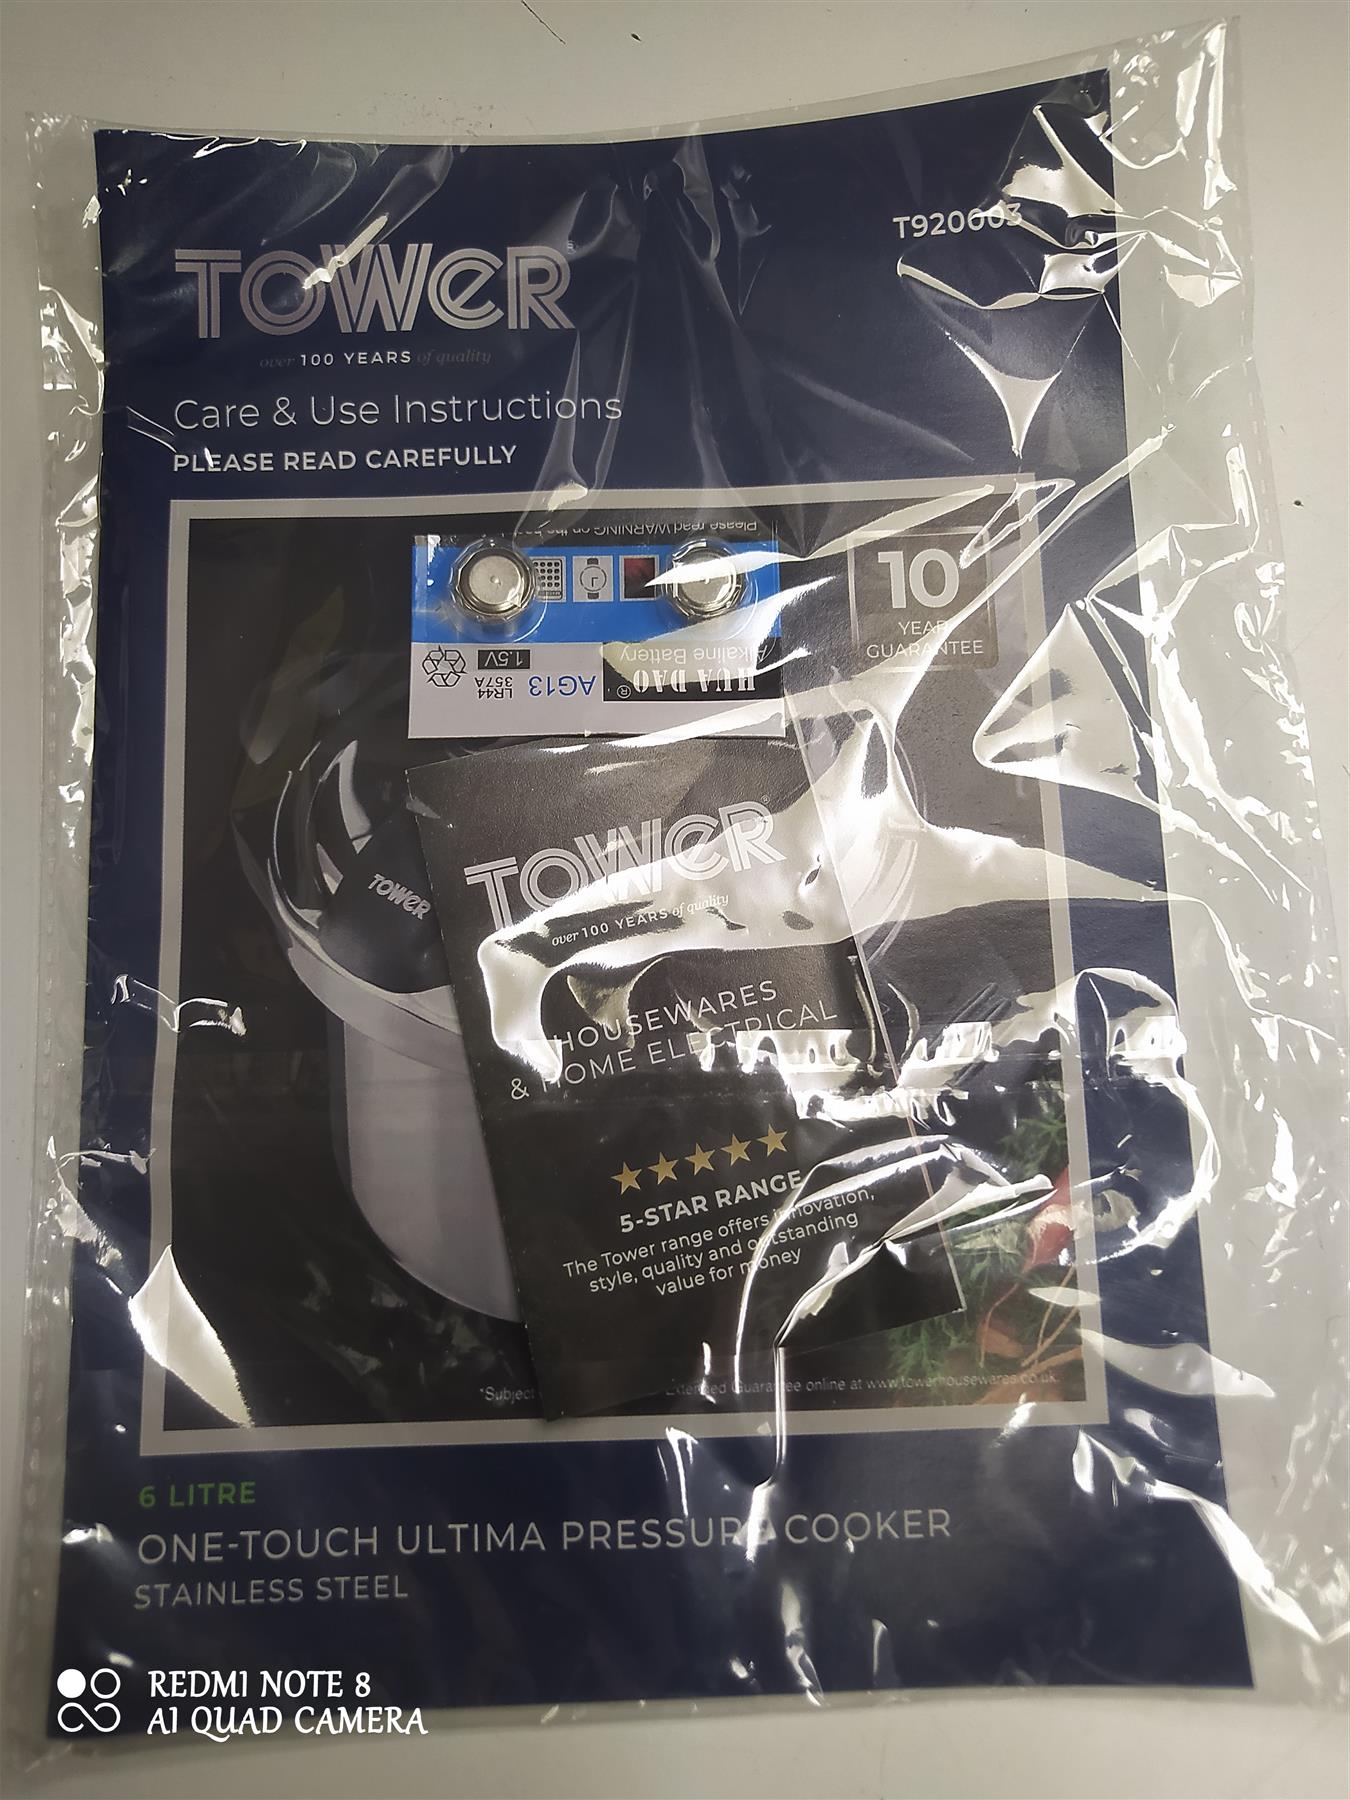 T920003
TOWER
over 100 YEARS of quality
Care & Use Instructions
PLEASE READ CAREFULLY
Please read WARNING on the
HUA DAO®
Alkaline Battery
AG13
LR44
357A
1.5V
10
YEAR
GUARANTEE
TOWER
TOWER®
over 100 YEARS of quality
HOUSEWARES
& HOME ELECTRICAL
5-STAR RANGE
The Tower range offers innovation,
style, quality and outstanding
value for money
*Subject Extended Guarantee online at www.towerhousewares.co.uk.
6 LITRE
ONE-TOUCH ULTIMA PRESSURE COOKER
STAINLESS STEEL
REDMI NOTE 8
AI QUAD CAMERA